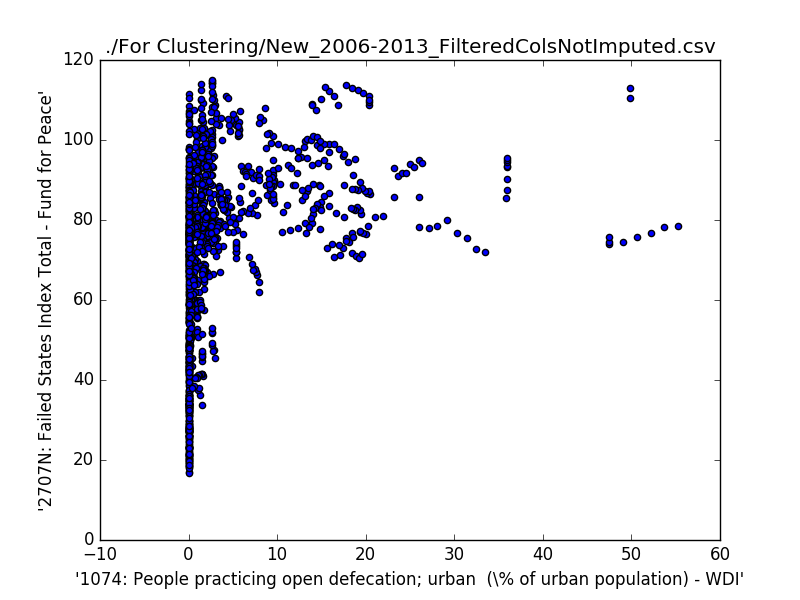 ./For Clustering/New_2006-2013_FilteredColsNotImputed.csv
120
100
80
60
40
20
0
'2707N: Failed States Index Total - Fund for Peace'
−10 0 10 20 30 40 50 60
'1074: People practicing open defecation; urban  (\% of urban population) - WDI'